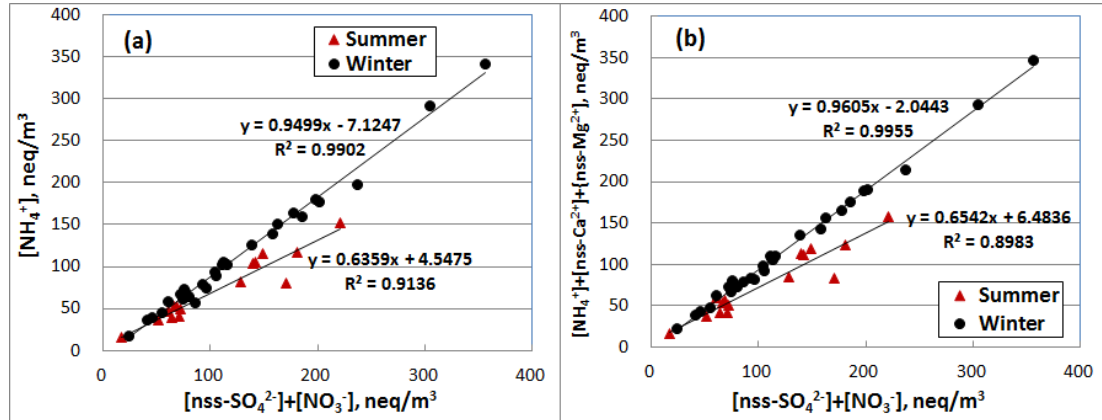 (a)
Summer
Winter
y = 0.9499x - 7.1247
R² = 0.9902
y = 0.6359x + 4.5475
R² = 0.9136
[NH₄⁺], neq/m³
400
350
300
250
200
150
100
50
0
0 100 200 300 400
[nss-SO₄²⁻]+[NO₃⁻], neq/m³
(b)
y = 0.9605x - 2.0443
R² = 0.9955
y = 0.6542x + 6.4836
R² = 0.8983
Summer
Winter
[NH₄⁺]+[nss-Ca²⁺]+[nss-Mg²⁺], neq/m³
400
350
300
250
200
150
100
50
0
0 100 200 300 400
[nss-SO₄²⁻]+[NO₃⁻], neq/m³